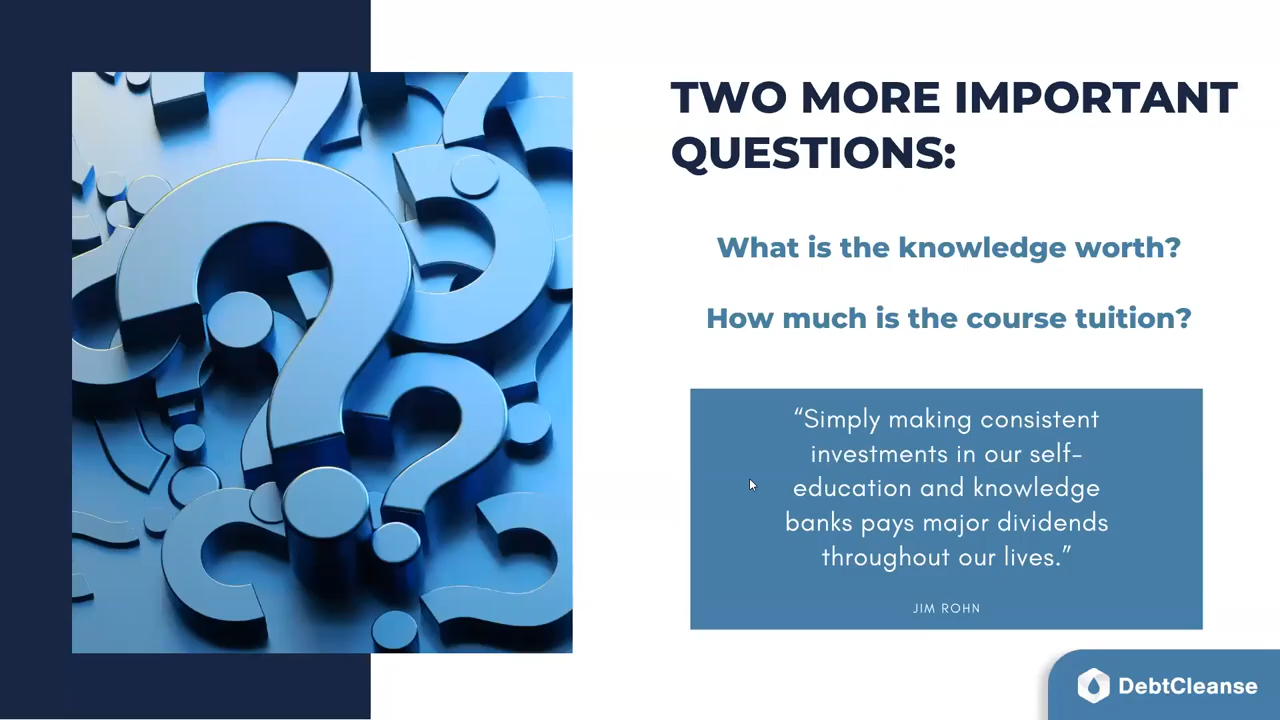 TWO MORE IMPORTANT
QUESTIONS:
What is the knowledge worth?
How much is the course tuition?
“Simply making consistent
investments in our self-
education and knowledge
banks pays major dividends
throughout our lives.”
JIM ROHN
DebtCleanse